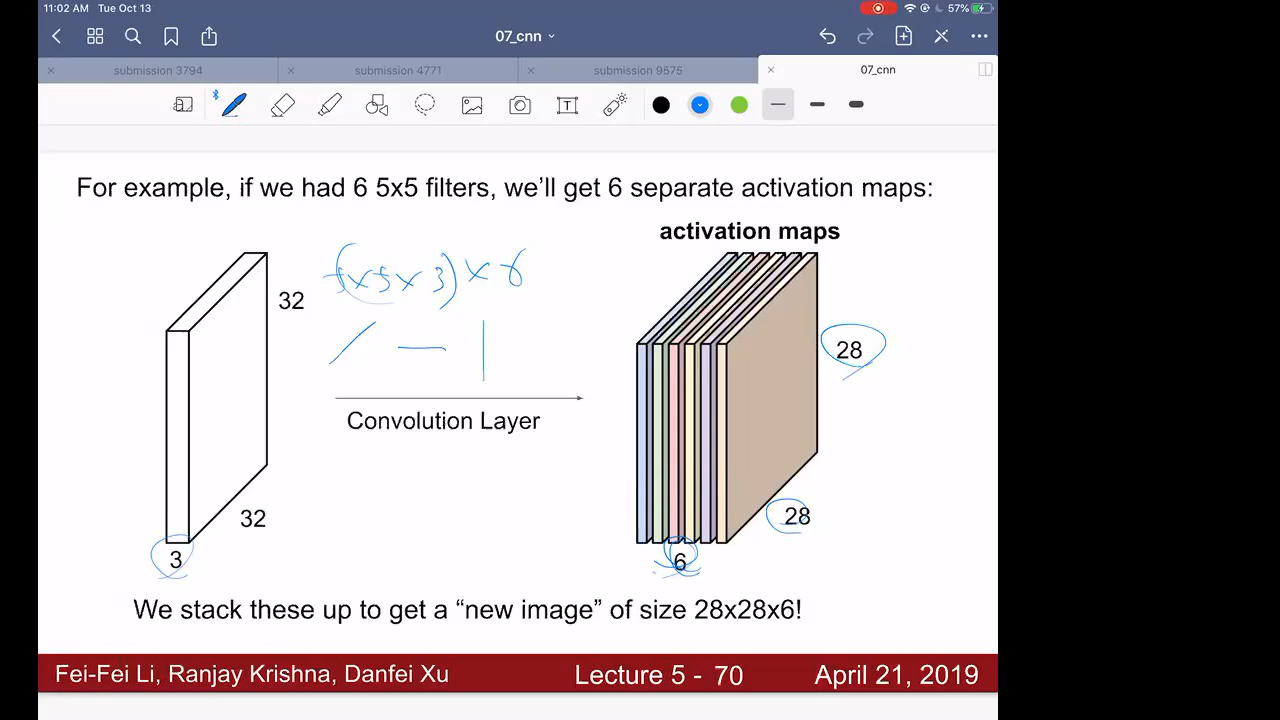 11:02 AM Tue Oct 13
57%
07_cnn
submission 3794
submission 4771
submission 9575
07_cnn
T
For example, if we had 6 5x5 filters, we'll get 6 separate activation maps:
activation maps
(5x5x3) x 6
32
28
Convolution Layer
32
28
3
6
We stack these up to get a “new image” of size 28x28x6!
Fei-Fei Li, Ranjay Krishna, Danfei Xu
Lecture 5 - 70
April 21, 2019